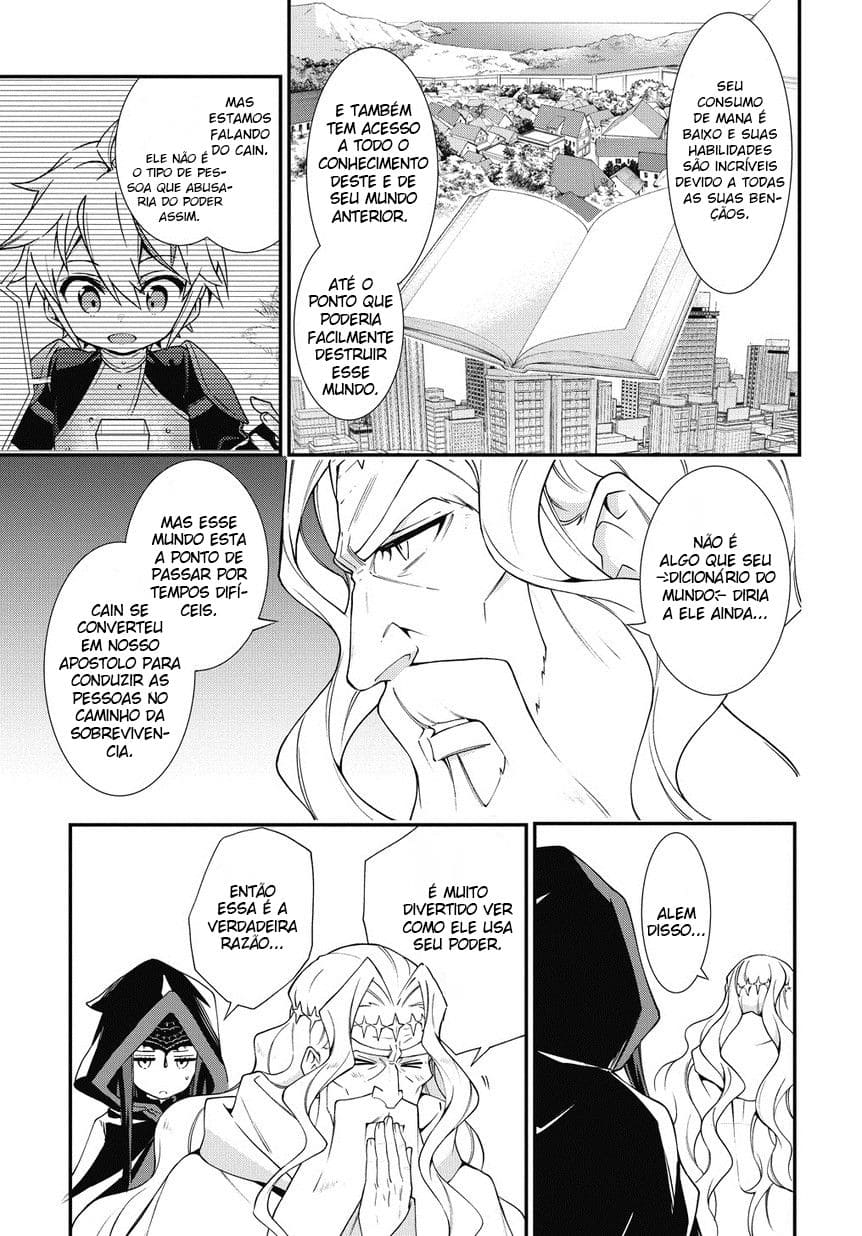 SEU
CONSUMO
DE MANA É
BAIXO E SUAS
HABILIDADES
SÃO INCRÍVEIS
DEVIDO A TODAS
AS SUAS BEN-
ÇÃOS.
E TAMBÉM
TEM ACESSO
A TODO O
CONHECIMENTO
DESTE E DE
SEU MUNDO
ANTERIOR.
ATÉ O
PONTO QUE
PODERIA
FACILMENTE
DESTRUIR
ESSE
MUNDO.
MAS
ESTAMOS
FALANDO
DO CAIN.
ELE NÃO É
O TIPO DE PES-
SOA QUE ABUSA-
RIA DO PODER
ASSIM.
NÃO É
ALGO QUE SEU
-DICIONÁRIO DO
MUNDO- DIRIA
A ELE AINDA...
MAS ESSE
MUNDO ESTA
A PONTO DE
PASSAR POR
TEMPOS DIFÍ-
CEIS.
CAIN SE
CONVERTEU
EM NOSSO
APOSTOLO PARA
CONDUZIR AS
PESSOAS NO
CAMINHO DA
SOBREVIVEN-
CIA.
ALEM
DISSO...
É MUITO
DIVERTIDO VER
COMO ELE USA
SEU PODER.
ENTÃO
ESSA É A
VERDADEIRA
RAZÃO...